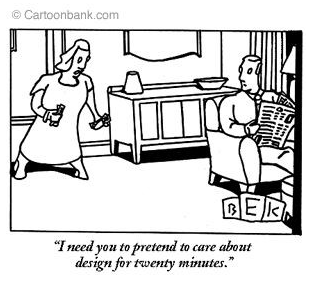 © Cartoonbank.com
BEK
"I need you to pretend to care about
design for twenty minutes."